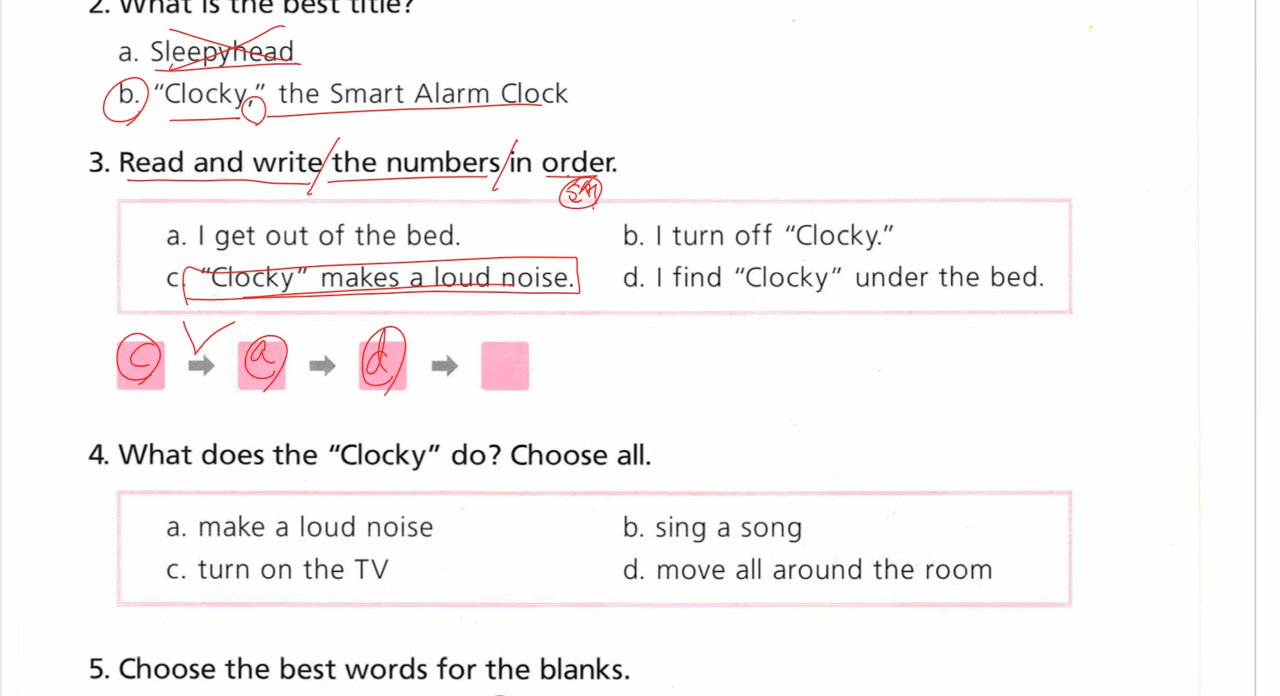 2. What is the best title?
a. Sleepyhead
b. “Clocky,” the Smart Alarm Clock
3. Read and write the numbers in order.
a. I get out of the bed. b. I turn off “Clocky.”
c. “Clocky” makes a loud noise. d. I find “Clocky” under the bed.
c a d
4. What does the “Clocky” do? Choose all.
a. make a loud noise b. sing a song
c. turn on the TV d. move all around the room
5. Choose the best words for the blanks.